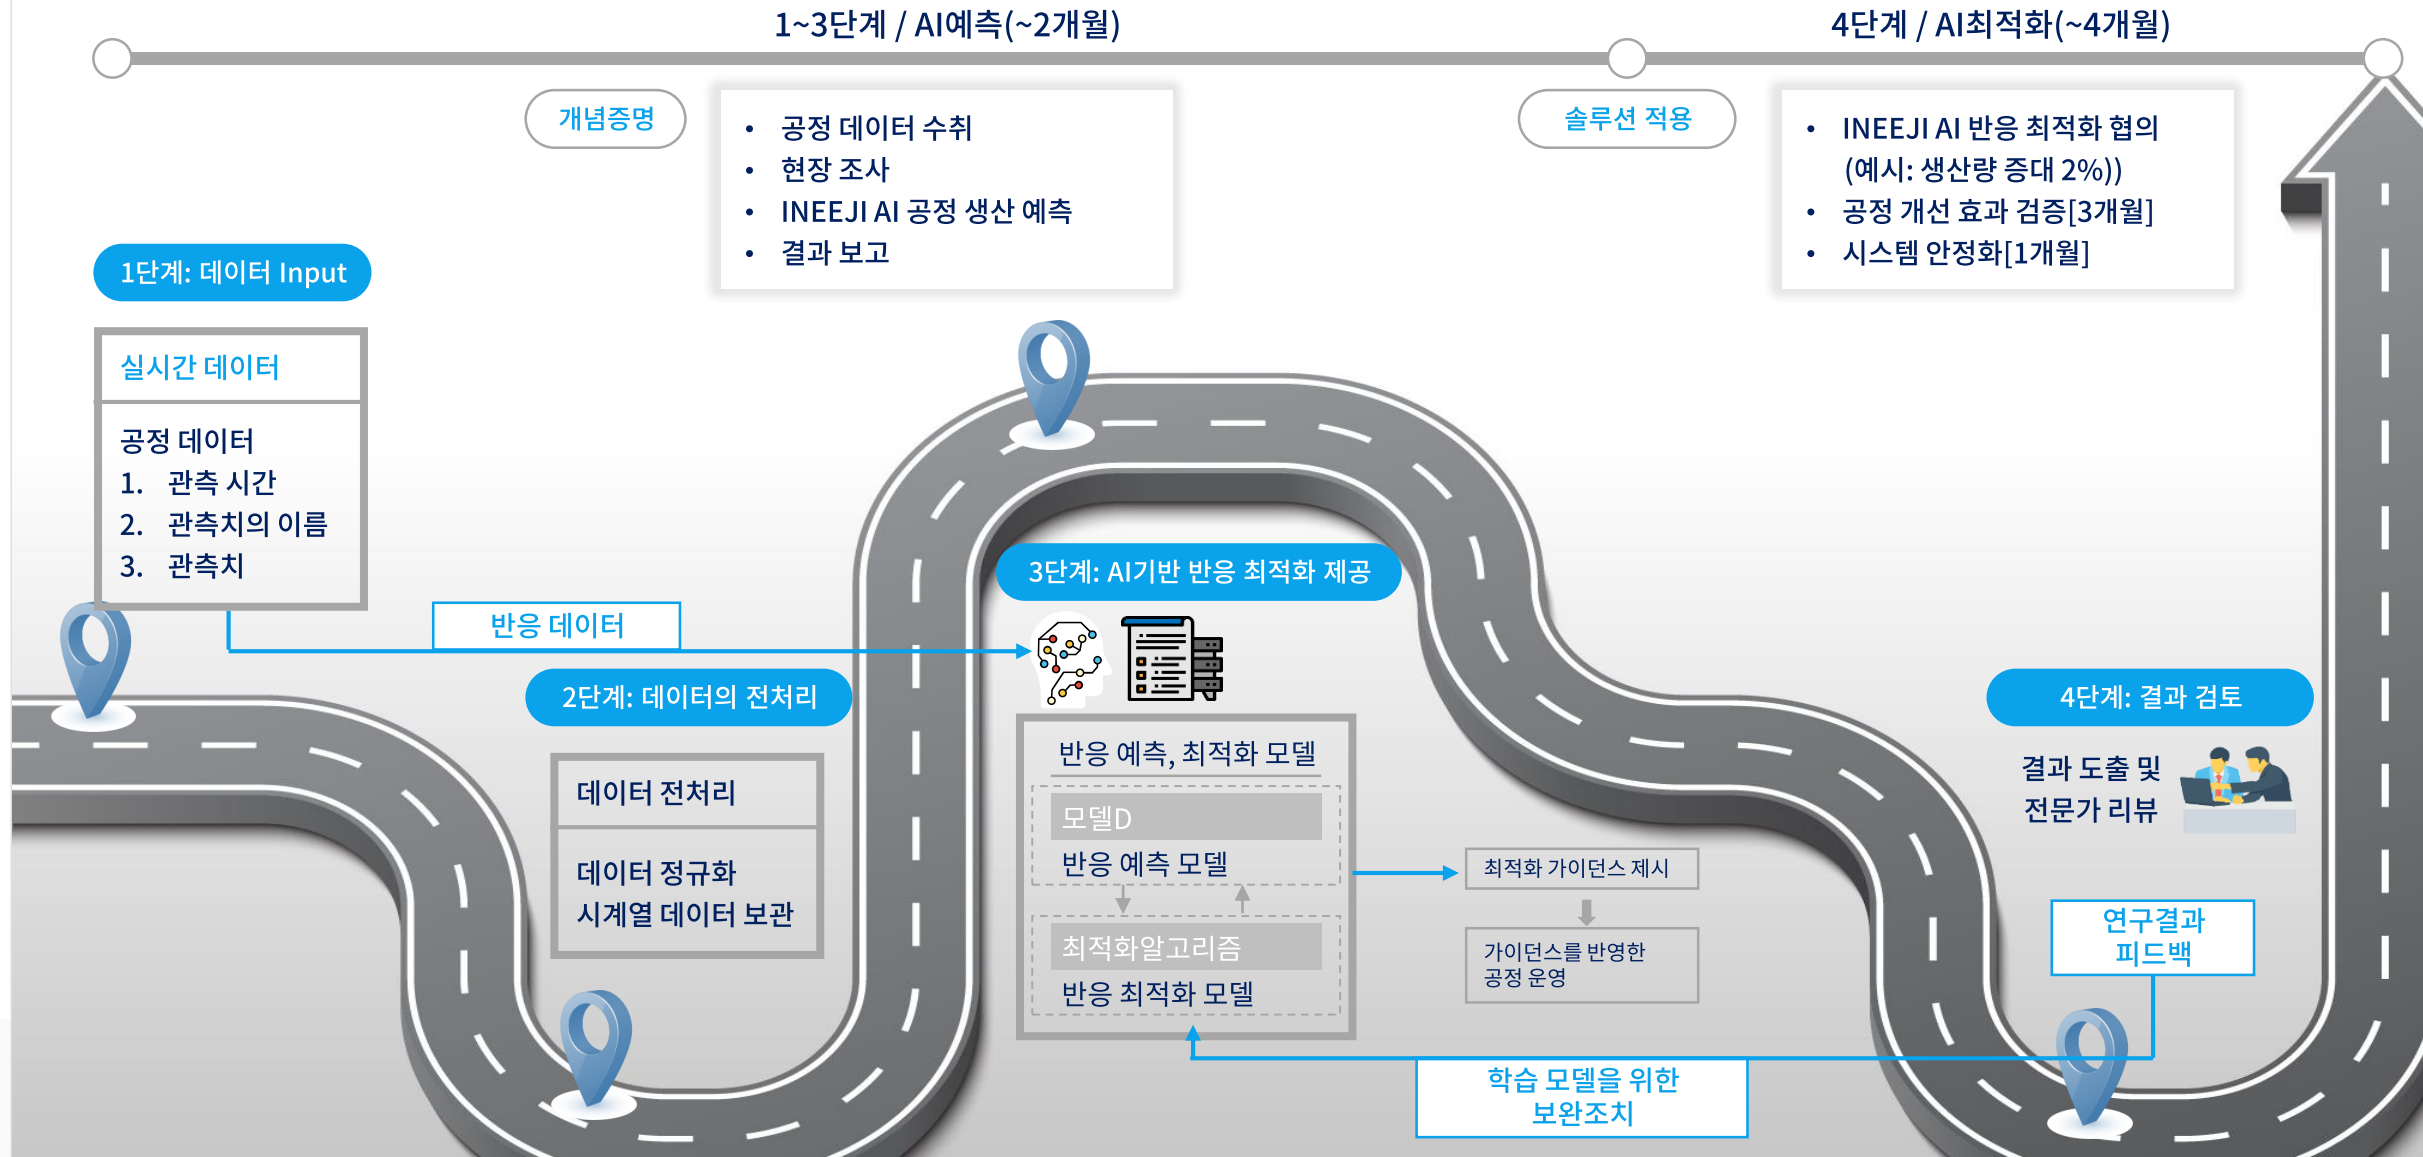 1~3단계 / AI예측(~2개월)
4단계 / AI최적화(~4개월)
개념증명
• 공정 데이터 수취
• 현장 조사
• INEEJI AI 공정 생산 예측
• 결과 보고
솔루션 적용
• INEEJI AI 반응 최적화 협의
(예시: 생산량 증대 2%))
• 공정 개선 효과 검증[3개월]
• 시스템 안정화[1개월]
1단계: 데이터 Input
실시간 데이터
공정 데이터
1. 관측 시간
2. 관측치의 이름
3. 관측치
반응 데이터
2단계: 데이터의 전처리
데이터 전처리
데이터 정규화
시계열 데이터 보관
3단계: AI기반 반응 최적화 제공
반응 예측, 최적화 모델
모델D
반응 예측 모델
최적화알고리즘
반응 최적화 모델
최적화 가이던스 제시
가이던스를 반영한
공정 운영
4단계: 결과 검토
결과 도출 및
전문가 리뷰
연구결과
피드백
학습 모델을 위한
보완조치